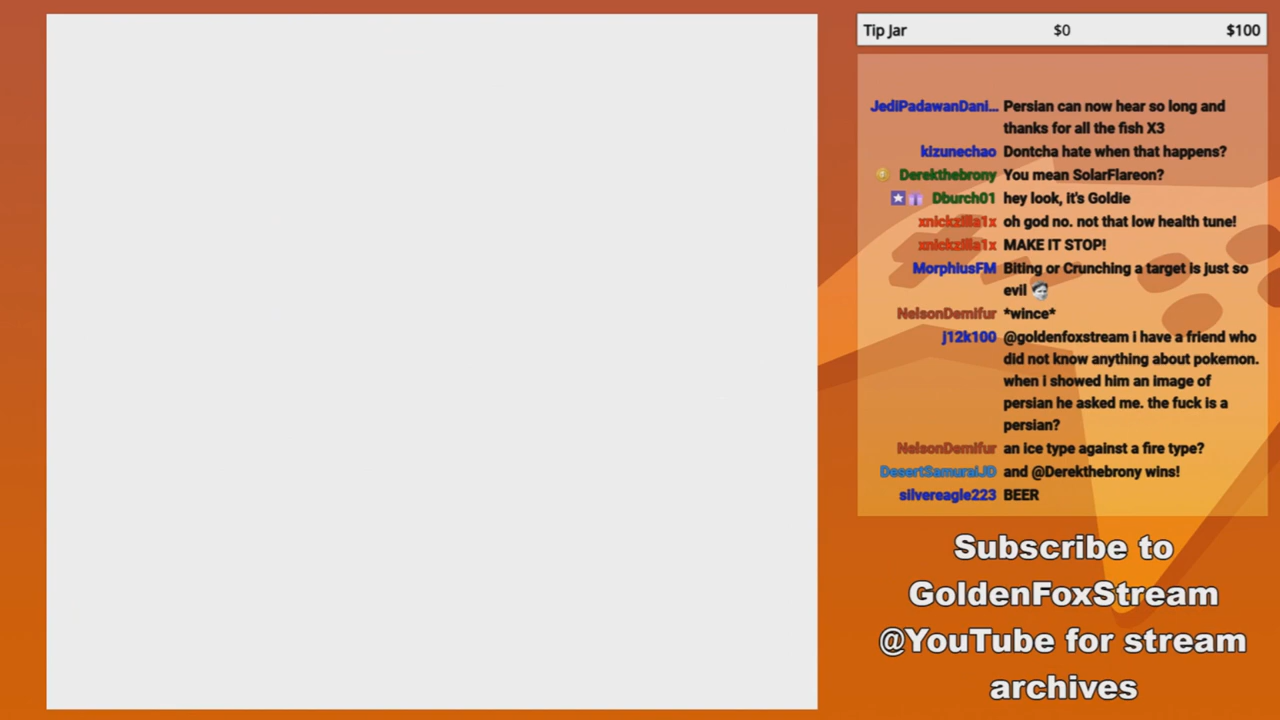 Tip Jar $0 $100
JediPadawanDani... Persian can now hear so long and
thanks for all the fish X3
kizunechao Dontcha hate when that happens?
Derekthebrony You mean SolarFlareon?
Dburch01 hey look, it's Goldie
xnickzilla1x oh god no. not that low health tune!
xnickzilla1x MAKE IT STOP!
MorphiusFM Biting or Crunching a target is just so
evil
NelsonDemifur *wince*
j12k100 @goldenfoxstream i have a friend who
did not know anything about pokemon.
when i showed him an image of
persian he asked me. the fuck is a
persian?
NelsonDemifur an ice type against a fire type?
DesertSamuraiJD and @Derekthebrony wins!
silvereagle223 BEER
Subscribe to
GoldenFoxStream
@YouTube for stream
archives